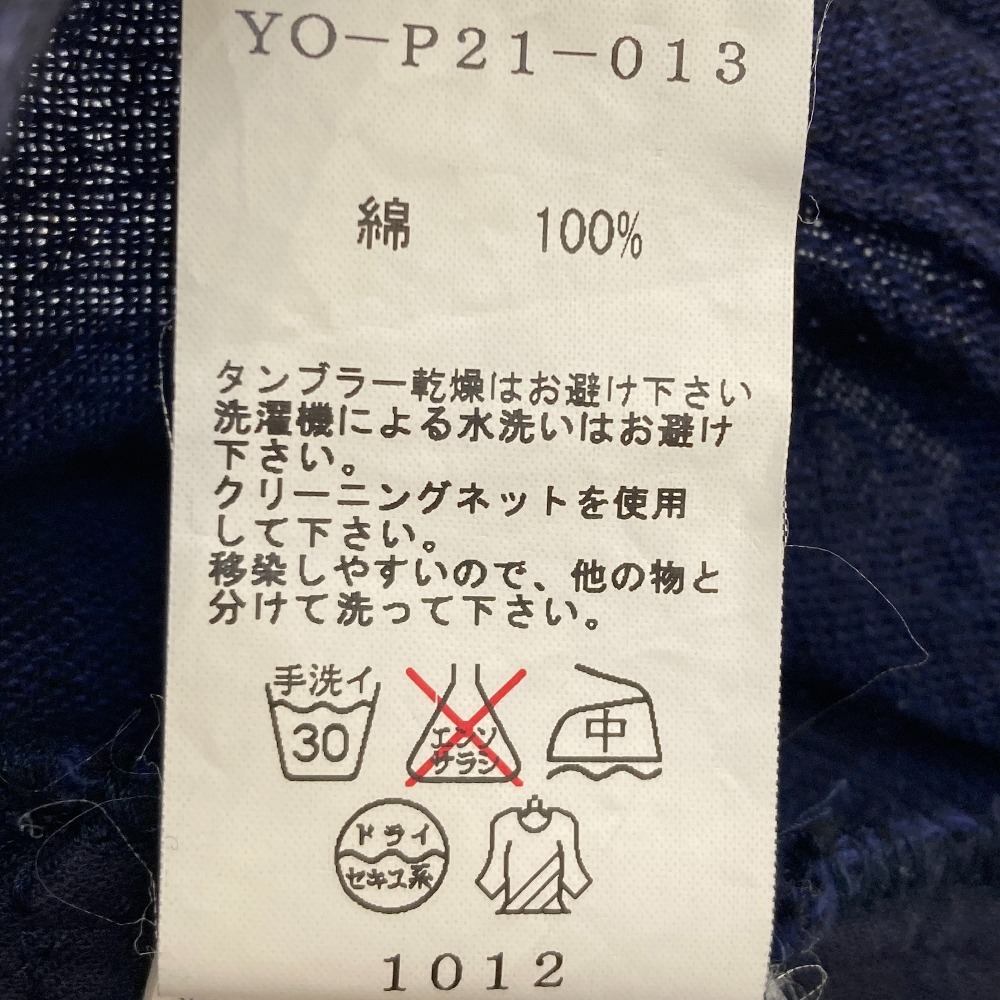 YO-P21-013
綿 100%
タンブラー乾燥はお避け下さい
洗濯機による水洗いはお避け
下さい。
クリーニングネットを使用
して下さい。
移染しやすいので、他の物と
分けて洗って下さい。
手洗イ
30
エンソ
サラシ
中
ドライ
セキユ系
1012